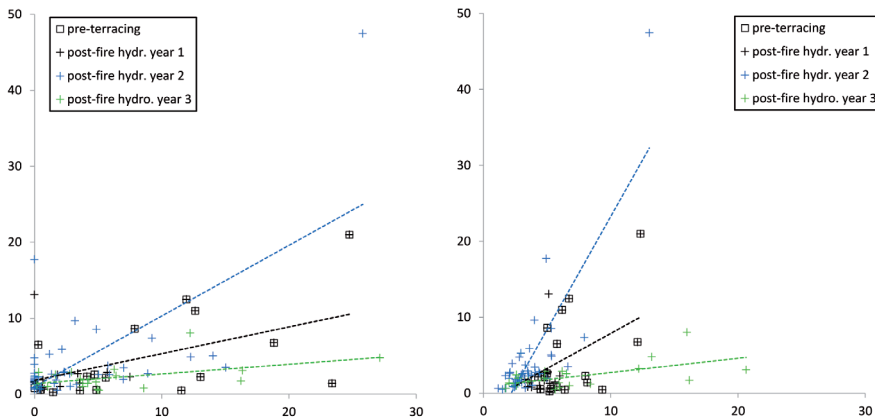 50
40
30
20
10
0
0
10
20
30
pre-terracing
post-fire hydr. year 1
post-fire hydr. year 2
post-fire hydro. year 3
50
40
30
20
10
0
0
10
20
30
pre-terracing
post-fire hydr. year 1
post-fire hydr. year 2
post-fire hydro. year 3